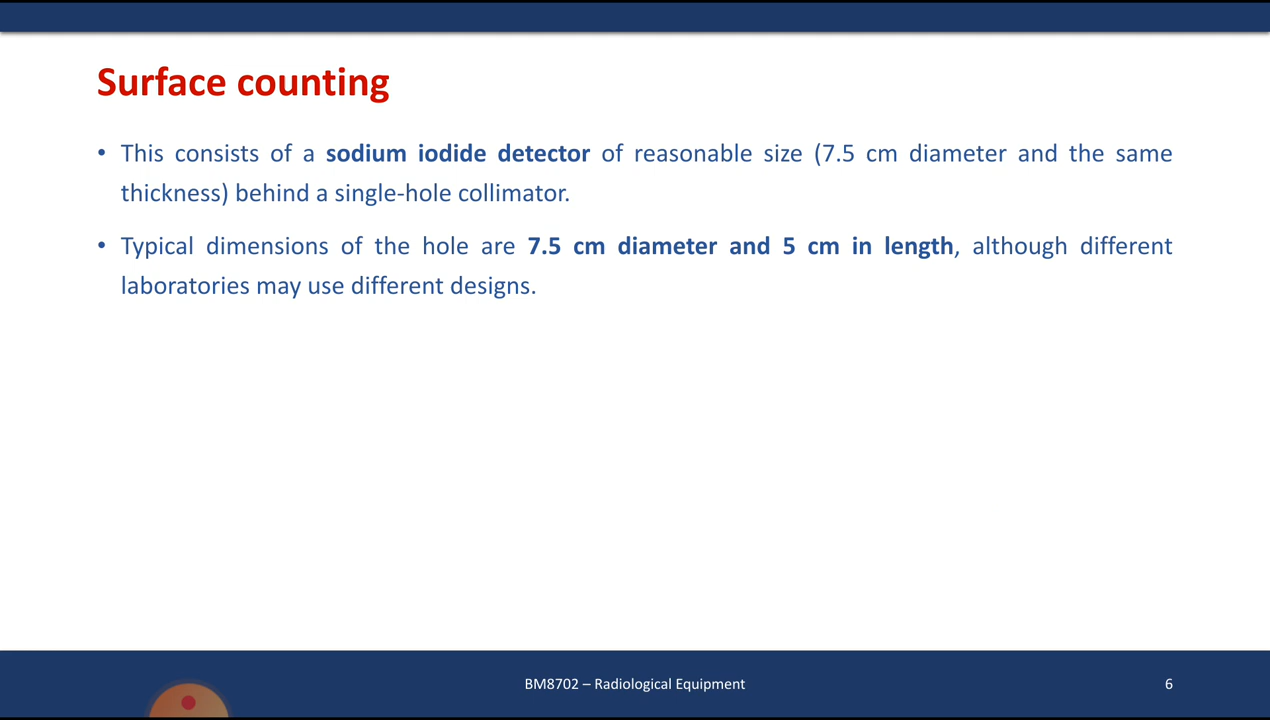 Surface counting
• This consists of a sodium iodide detector of reasonable size (7.5 cm diameter and the same
thickness) behind a single-hole collimator.
• Typical dimensions of the hole are 7.5 cm diameter and 5 cm in length, although different
laboratories may use different designs.
BM8702 – Radiological Equipment
6